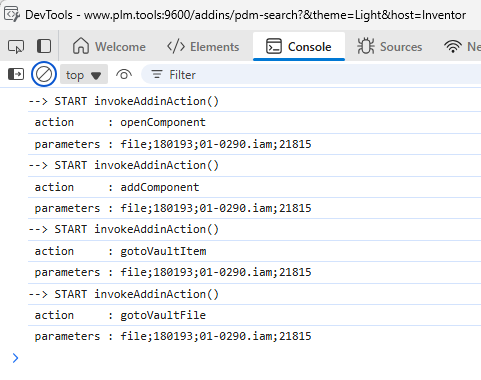 DevTools - www.plm.tools:9600/addins/pdm-search?&theme=Light&host=Inventor
Welcome Elements Console Sources Ne
top Filter
--> START invokeAddinAction()
action : openComponent
parameters : file;180193;01-0290.iam;21815
--> START invokeAddinAction()
action : addComponent
parameters : file;180193;01-0290.iam;21815
--> START invokeAddinAction()
action : gotoVaultItem
parameters : file;180193;01-0290.iam;21815
--> START invokeAddinAction()
action : gotoVaultFile
parameters : file;180193;01-0290.iam;21815